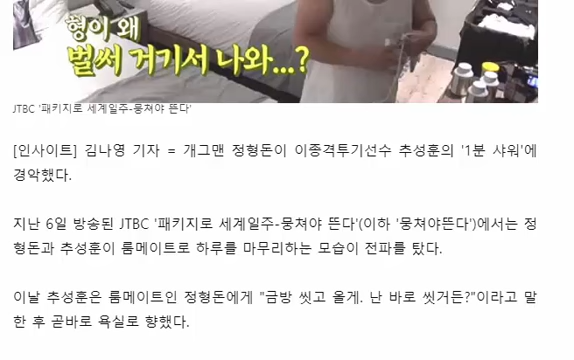 형이 왜
벌써 거기서 나와...?
JTBC '패키지로 세계일주-뭉쳐야 뜬다'
[인사이트] 김나영 기자 = 개그맨 정형돈이 이종격투기선수 추성훈의 '1분 샤워'에
경악했다.
지난 6일 방송된 JTBC '패키지로 세계일주-뭉쳐야 뜬다'(이하 '뭉쳐야뜬다')에서는 정
형돈과 추성훈이 룸메이트로 하루를 마무리하는 모습이 전파를 탔다.
이날 추성훈은 룸메이트인 정형돈에게 "금방 씻고 올게. 난 바로 씻거든?"이라고 말
한 후 곧바로 욕실로 향했다.